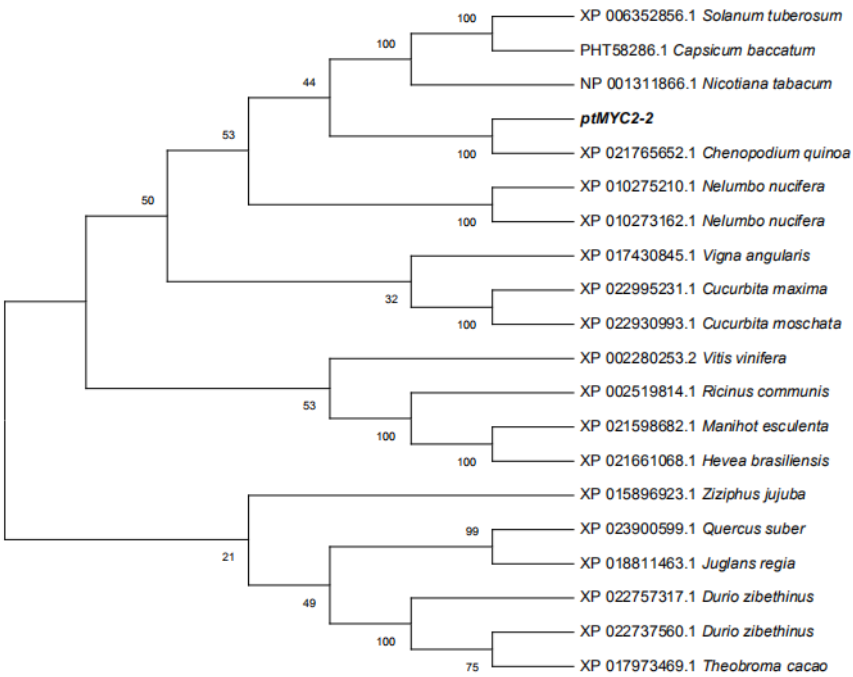 100
XP 006352856.1 Solanum tuberosum
100
PHT58286.1 Capsicum baccatum
44
NP 001311866.1 Nicotiana tabacum
53
ptMYC2-2
100
XP 021765652.1 Chenopodium quinoa
50
XP 010275210.1 Nelumbo nucifera
100
XP 010273162.1 Nelumbo nucifera
XP 017430845.1 Vigna angularis
32
XP 022995231.1 Cucurbita maxima
100
XP 022930993.1 Cucurbita moschata
XP 002280253.2 Vitis vinifera
53
XP 002519814.1 Ricinus communis
100
XP 021598682.1 Manihot esculenta
100
XP 021661068.1 Hevea brasiliensis
XP 015896923.1 Ziziphus jujuba
99
XP 023900599.1 Quercus suber
21
XP 018811463.1 Juglans regia
49
XP 022757317.1 Durio zibethinus
100
XP 022737560.1 Durio zibethinus
75
XP 017973469.1 Theobroma cacao